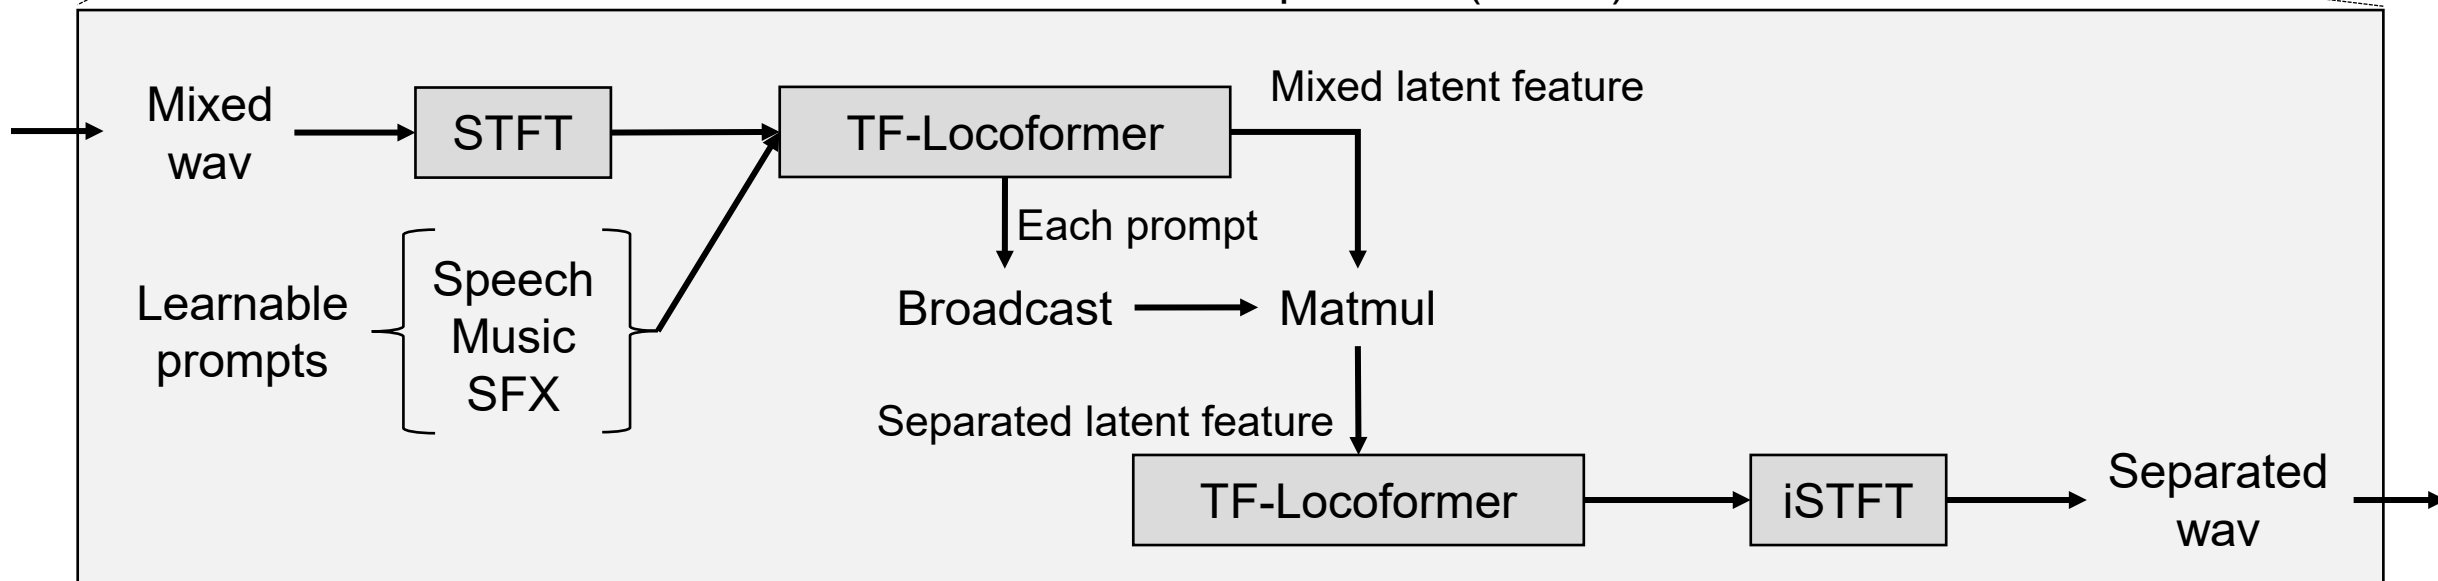 Mixed
wav
STFT
TF-Locoformer
Mixed latent feature
Each prompt
Learnable
prompts
Speech
Music
SFX
Broadcast
Matmul
Separated latent feature
TF-Locoformer
iSTFT
Separated
wav